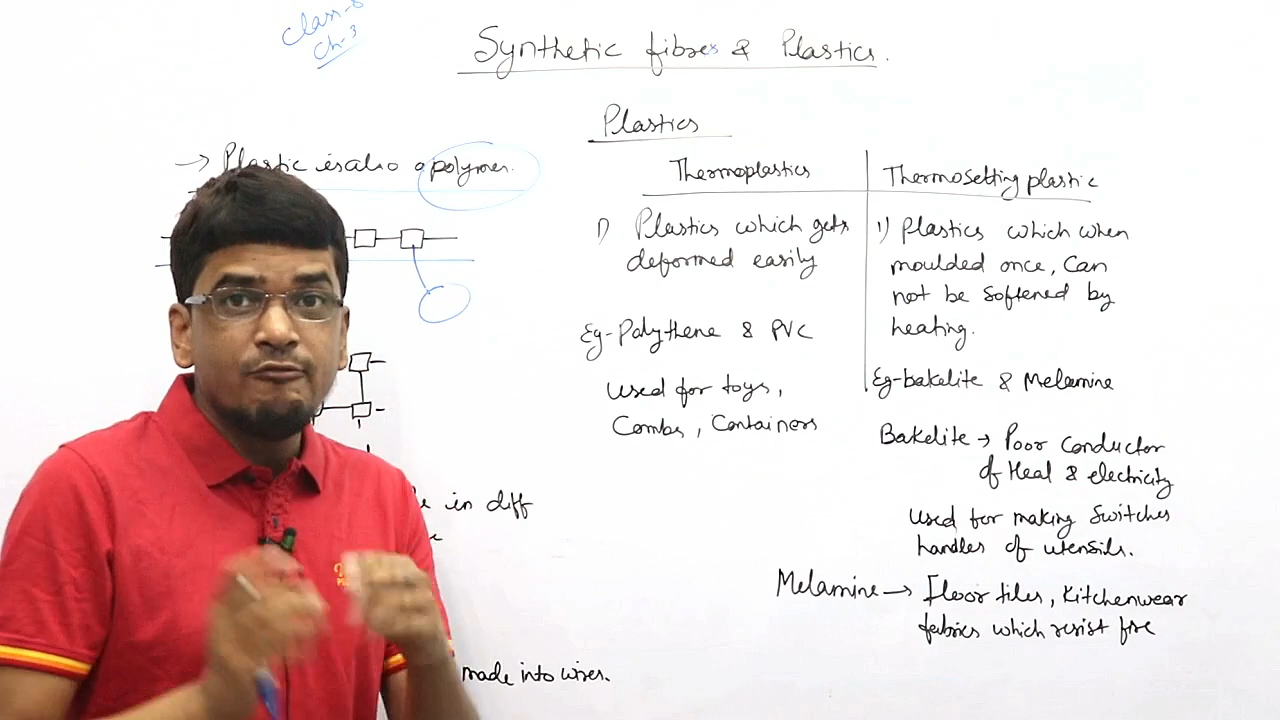 Class-8
Ch-3
Synthetic fibres & Plastics.
→ Plastic is also a polymer.
in diff
made into wires.
Plastics
Thermoplastics
1) Plastics which gets
deformed easily
Eg-Polythene & PVC
Used for toys,
Combs, Containers
Thermosetting plastic
1) Plastics which when
moulded once, Can
not be Softened by
heating.
Eg-bakelite & Melamine
Bakelite → Poor Conductor
of Heat & electricity
Used for making Switches
handles of utensils.
Melamine → Floor tiles, Kitchenwear
fabrics which resist fire